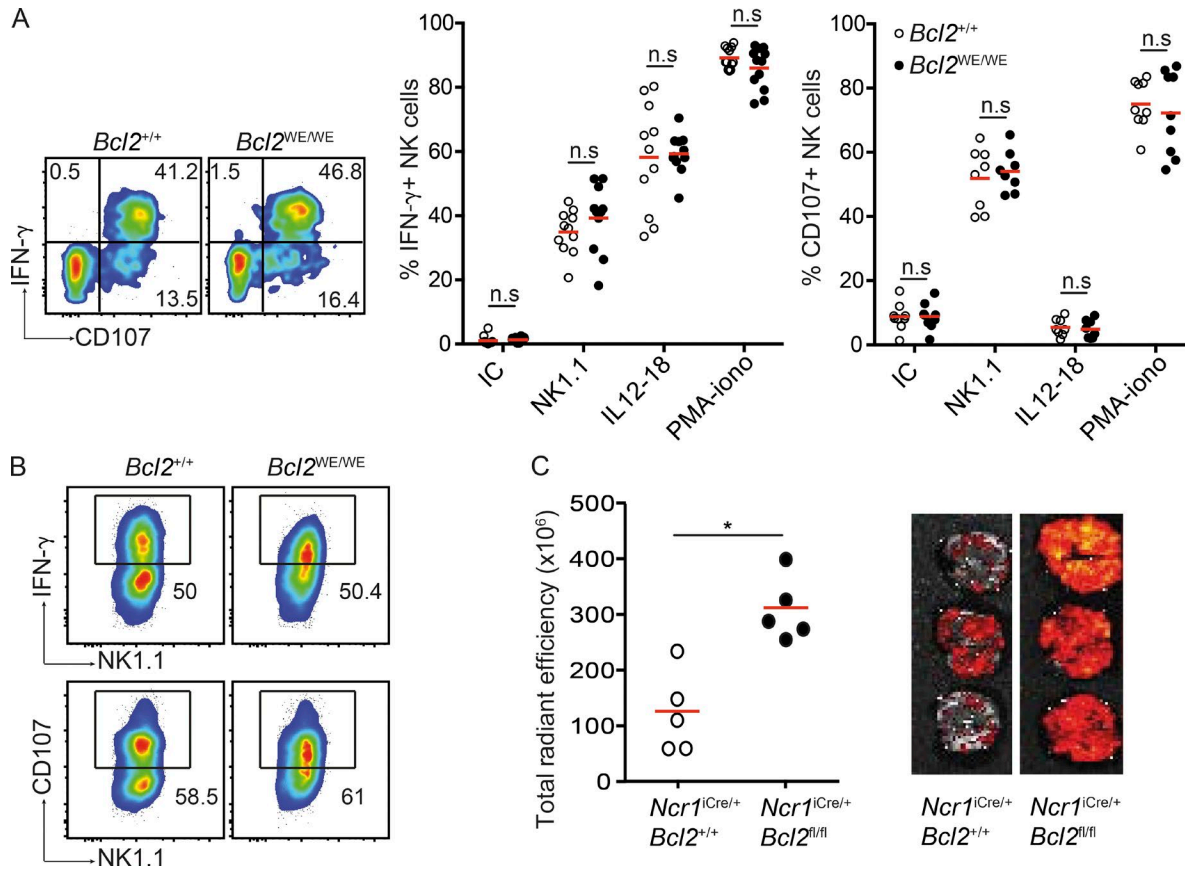 A
Bcl2+/+
Bcl2WE/WE
0.5 41.2
1.5 46.8
13.5
16.4
IFN-γ
CD107
% IFN-γ+ NK cells
100
80
60
40
20
0
n.s
n.s
n.s
n.s
IC
NK1.1
IL12-18
PMA-iono
% CD107+ NK cells
100
80
60
40
20
0
Bcl2+/+
Bcl2WE/WE
n.s
n.s
n.s
n.s
IC
NK1.1
IL12-18
PMA-iono
B
Bcl2+/+
Bcl2WE/WE
IFN-γ
50
50.4
NK1.1
CD107
58.5
61
NK1.1
C
Total radiant efficiency (x10⁶)
500
400
300
200
100
0
*
Ncr1iCre/+
Bcl2+/+
Ncr1iCre/+
Bcl2fl/fl
Ncr1iCre/+
Bcl2+/+
Ncr1iCre/+
Bcl2fl/fl